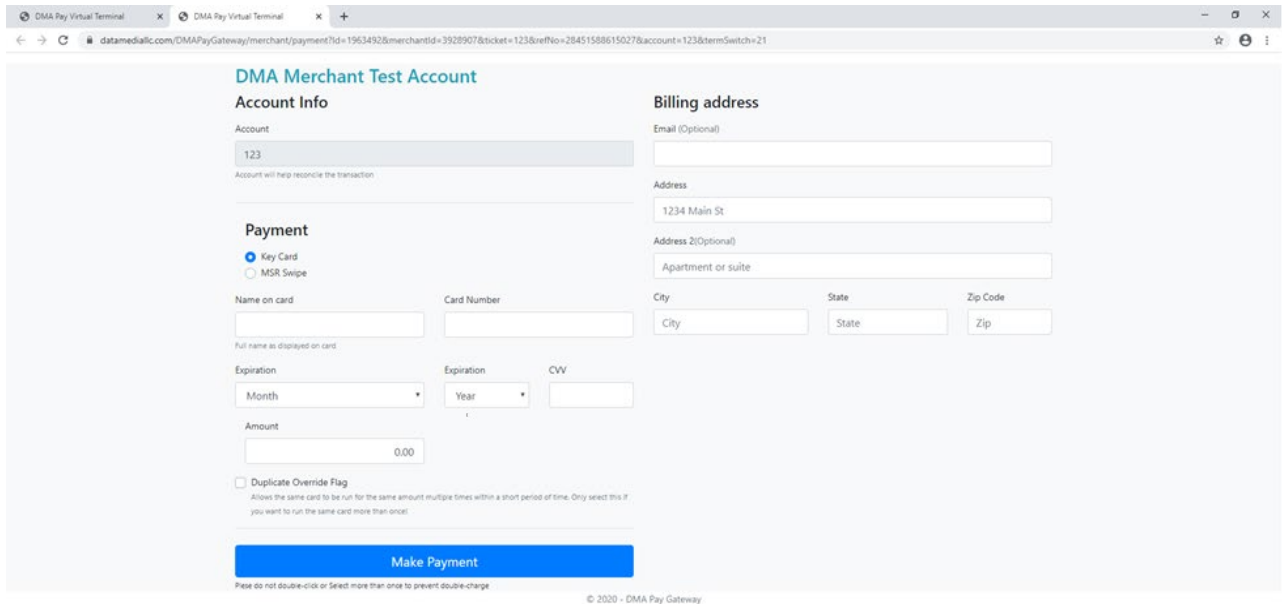 DMA Pay Virtual Terminal
DMA Pay Virtual Terminal
datamediallc.com/DMAPayGateway/merchant/payment?Id=1963492&merchantId=3928907&ticket=123&refNo=28451588615027&account=123&termSwitch=21
DMA Merchant Test Account
Account Info
Account
123
Account will help reconcile the transaction
Payment
Key Card
MSR Swipe
Name on card
Card Number
Full name as displayed on card
Expiration
Expiration
CVV
Month
Year
Amount
0.00
Duplicate Override Flag
Allows the same card to be run for the same amount multiple times within a short period of time. Only select this if
you want to run the same card more than once!
Make Payment
Plese do not double-click or Select more than once to prevent double-charge
Billing address
Email (Optional)
Address
1234 Main St
Address 2(Optional)
Apartment or suite
City
State
Zip Code
City
State
Zip
© 2020 - DMA Pay Gateway